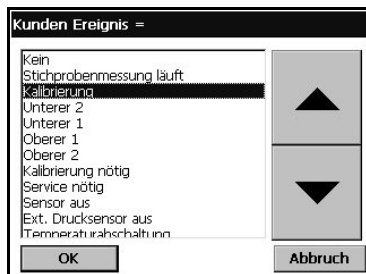 Kunden Ereignis =
Kein
Stichprobenmessung läuft
Kalibrierung
Unterer 2
Unterer 1
Oberer 1
Oberer 2
Kalibrierung nötig
Service nötig
Sensor aus
Ext. Drucksensor aus
Temperaturabschaltung
OK
Abbruch